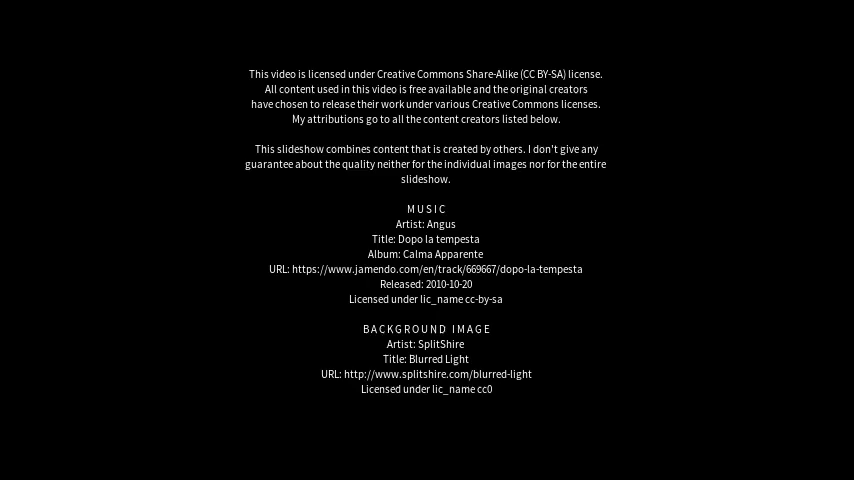 This video is licensed under Creative Commons Share-Alike (CC BY-SA) license.
All content used in this video is free available and the original creators
have chosen to release their work under various Creative Commons licenses.
My attributions go to all the content creators listed below.
This slideshow combines content that is created by others. I don't give any
guarantee about the quality neither for the individual images nor for the entire
slideshow.
MUSIC
Artist: Angus
Title: Dopo la tempesta
Album: Calma Apparente
URL: https://www.jamendo.com/en/track/669667/dopo-la-tempesta
Released: 2010-10-20
Licensed under lic_name cc-by-sa
BACKGROUND IMAGE
Artist: SplitShire
Title: Blurred Light
URL: http://www.splitshire.com/blurred-light
Licensed under lic_name cc0